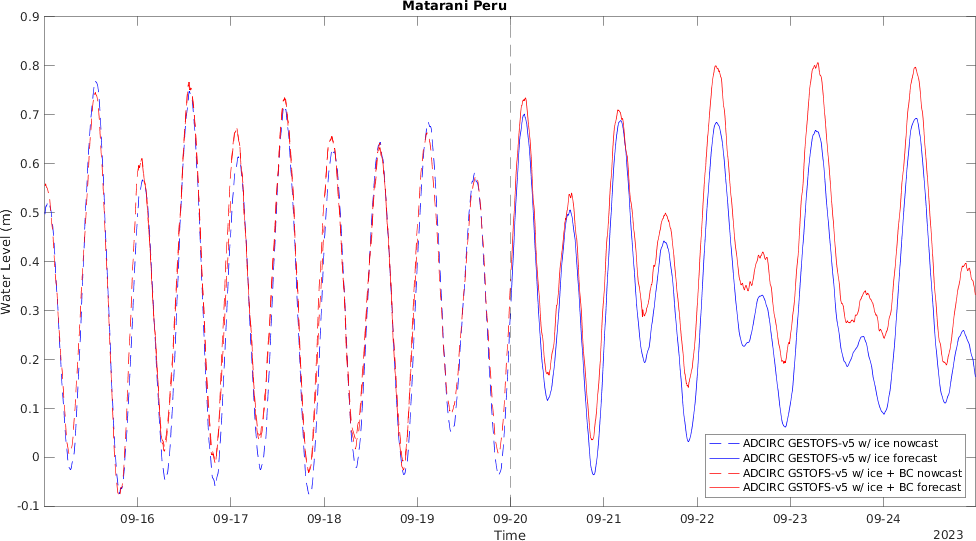 Matarani Peru
0.9
0.8
0.7
0.6
0.5
0.4
0.3
0.2
0.1
0
-0.1
Water Level (m)
09-16 09-17 09-18 09-19 09-20 09-21 09-22 09-23 09-24
Time
2023
ADCIRC GESTOFS-v5 w/ ice nowcast
ADCIRC GESTOFS-v5 w/ ice forecast
ADCIRC GSTOFS-v5 w/ ice + BC nowcast
ADCIRC GSTOFS-v5 w/ ice + BC forecast